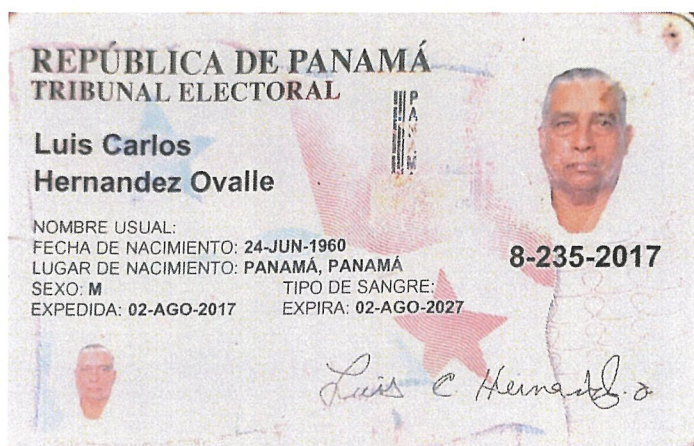 REPÚBLICA DE PANAMÁ
TRIBUNAL ELECTORAL
PANAMÁ
Luis Carlos
Hernandez Ovalle
NOMBRE USUAL:
FECHA DE NACIMIENTO: 24-JUN-1960
LUGAR DE NACIMIENTO: PANAMÁ, PANAMÁ
SEXO: M TIPO DE SANGRE:
EXPEDIDA: 02-AGO-2017 EXPIRA: 02-AGO-2027
8-235-2017
Luis C Hernandez O